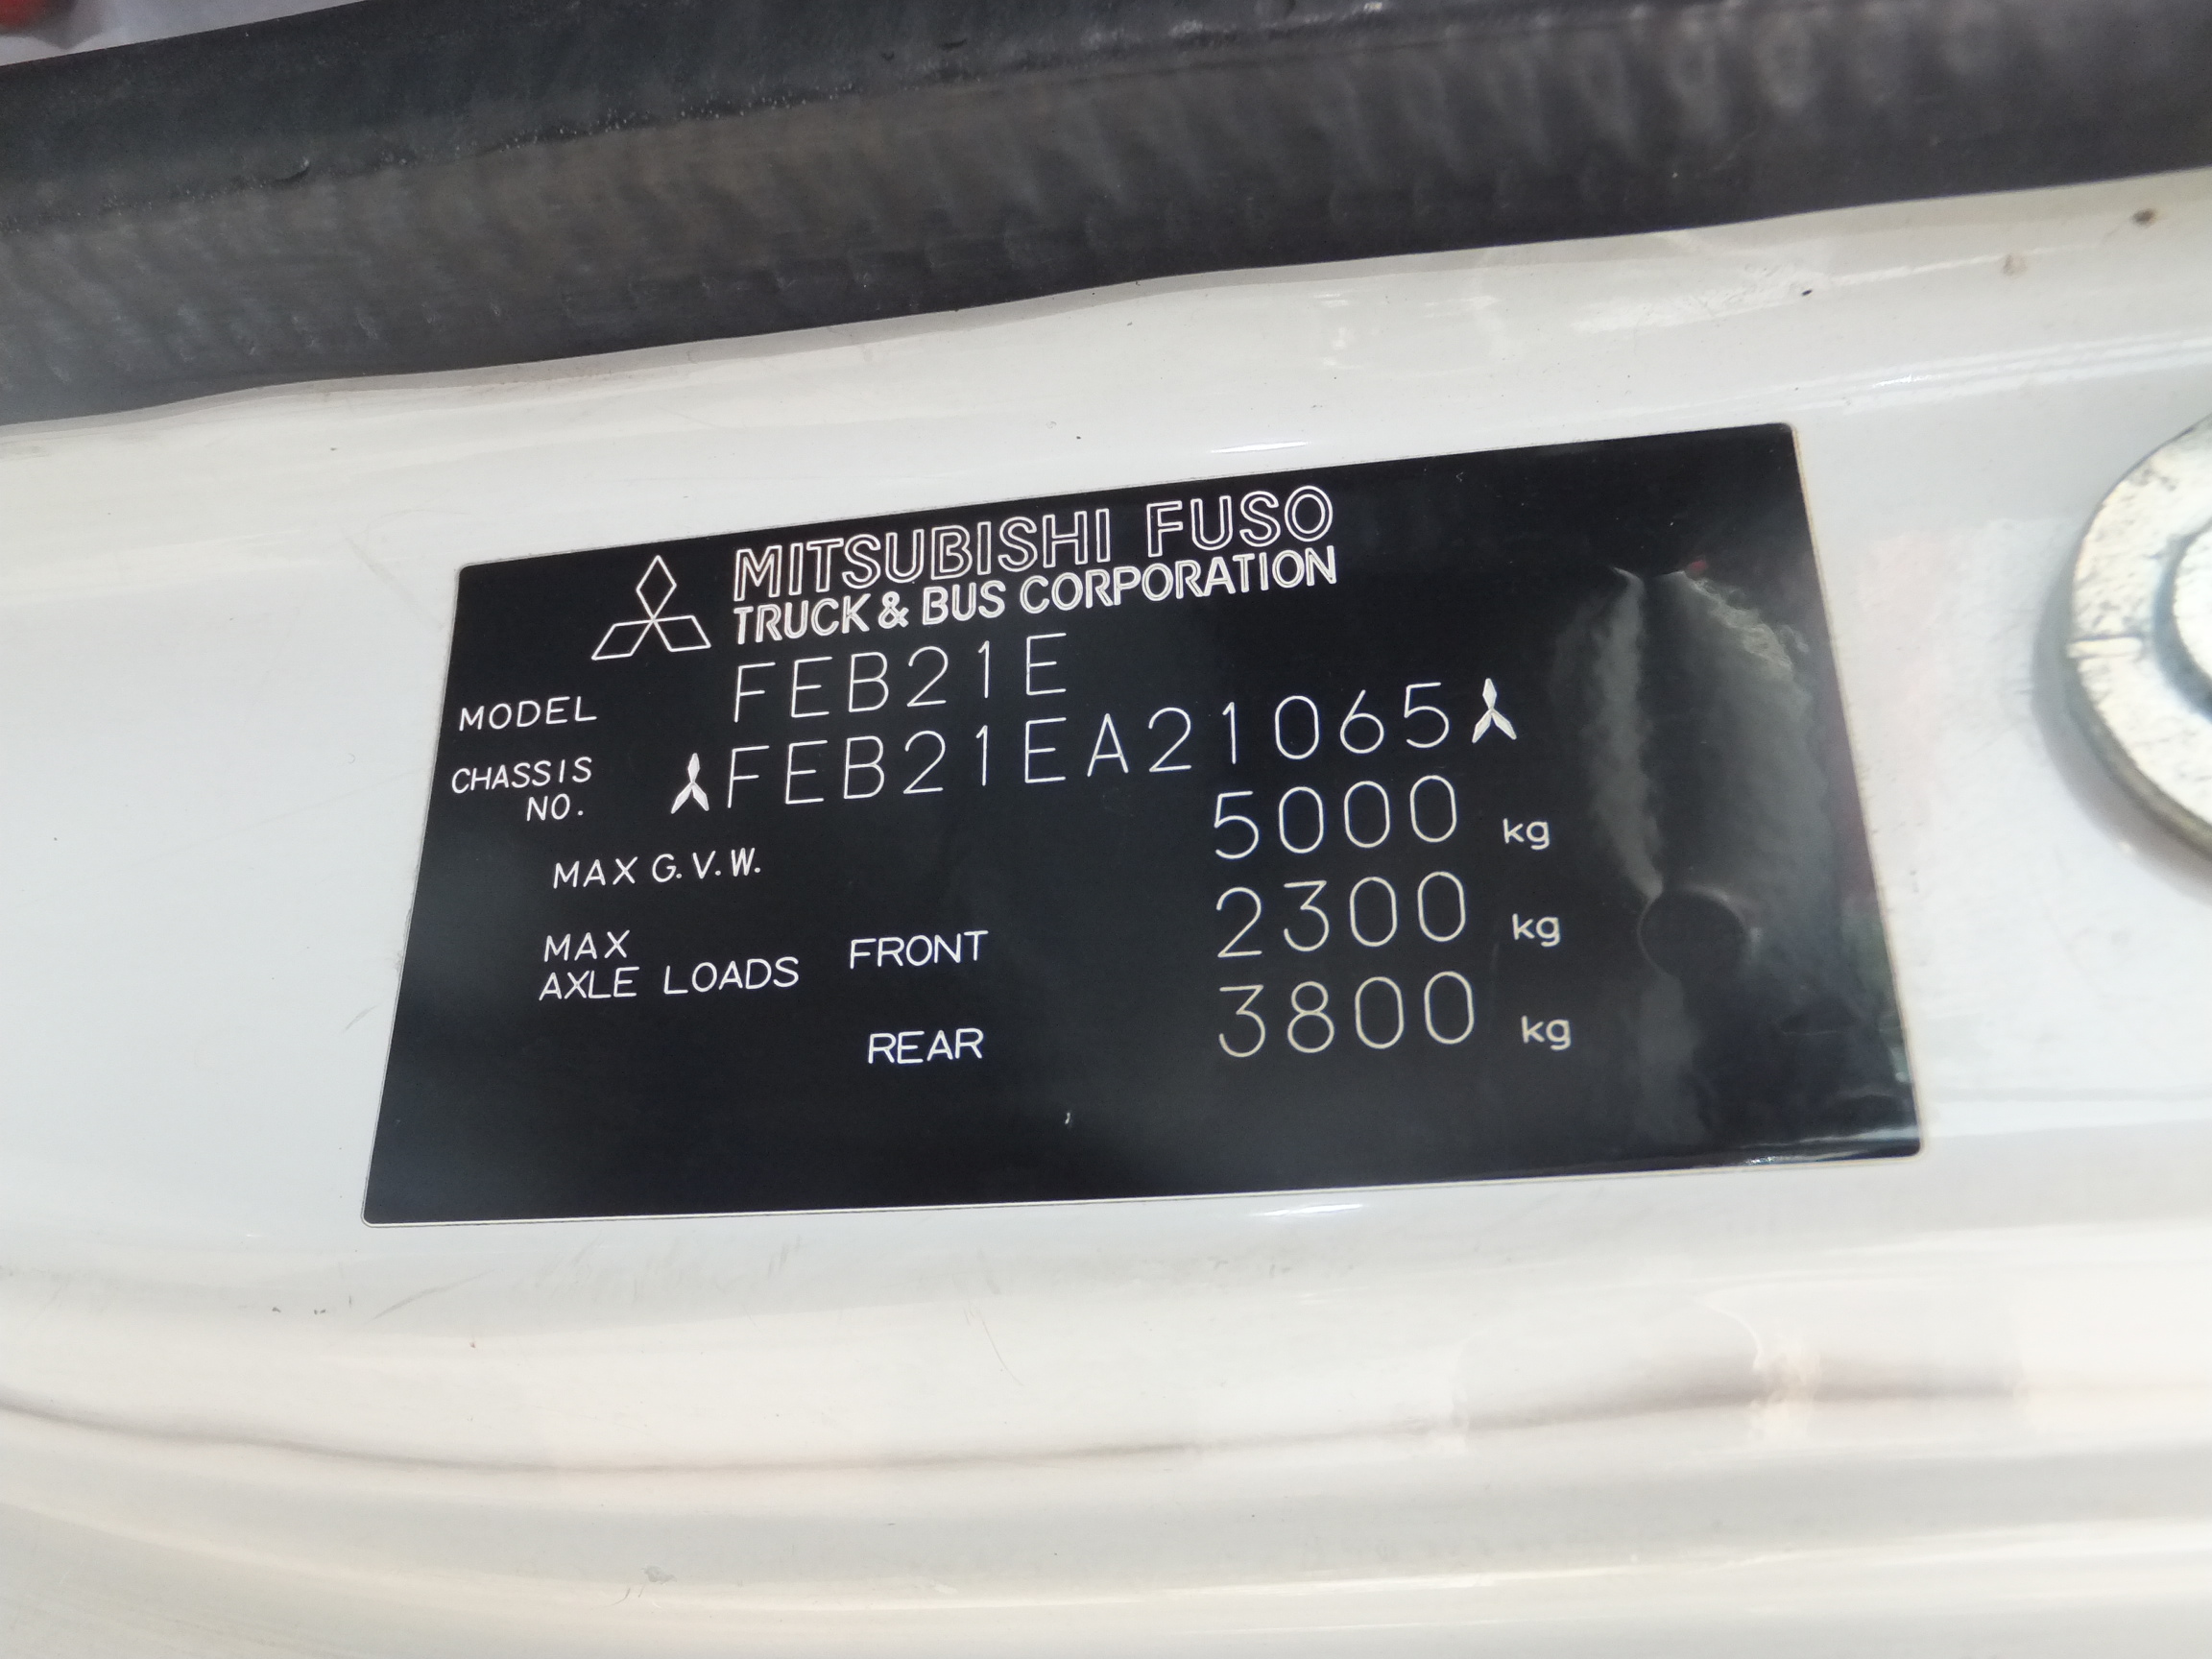 MITSUBISHI FUSO
TRUCK & BUS CORPORATION
MODEL FEB21E
CHASSIS NO. FEB21EA21065
MAX G.V.W. 5000 kg
MAX AXLE LOADS FRONT 2300 kg
REAR 3800 kg